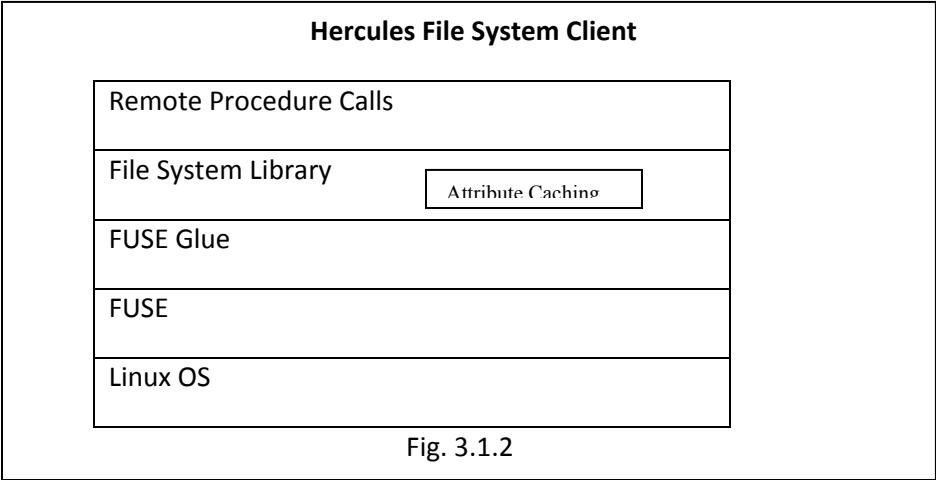 Hercules File System Client
Remote Procedure Calls
File System Library
Attribute Caching
FUSE Glue
FUSE
Linux OS
Fig. 3.1.2